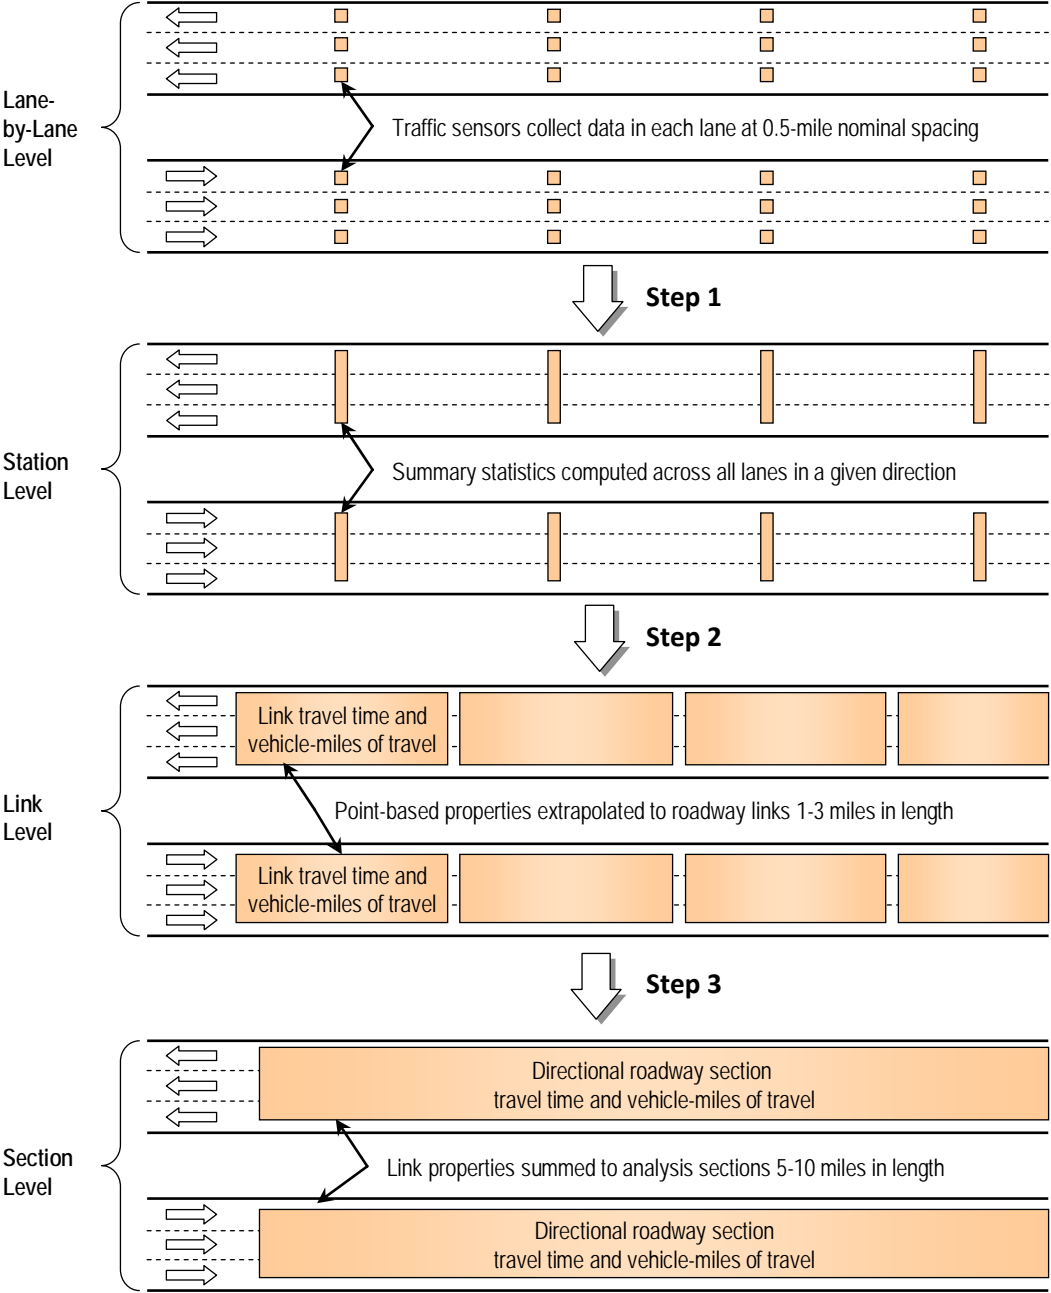 Lane-
by-Lane
Level
Traffic sensors collect data in each lane at 0.5-mile nominal spacing
Step 1
Station
Level
Summary statistics computed across all lanes in a given direction
Step 2
Link travel time and
vehicle-miles of travel
Link
Level
Point-based properties extrapolated to roadway links 1-3 miles in length
Link travel time and
vehicle-miles of travel
Step 3
Directional roadway section
travel time and vehicle-miles of travel
Section
Level
Link properties summed to analysis sections 5-10 miles in length
Directional roadway section
travel time and vehicle-miles of travel